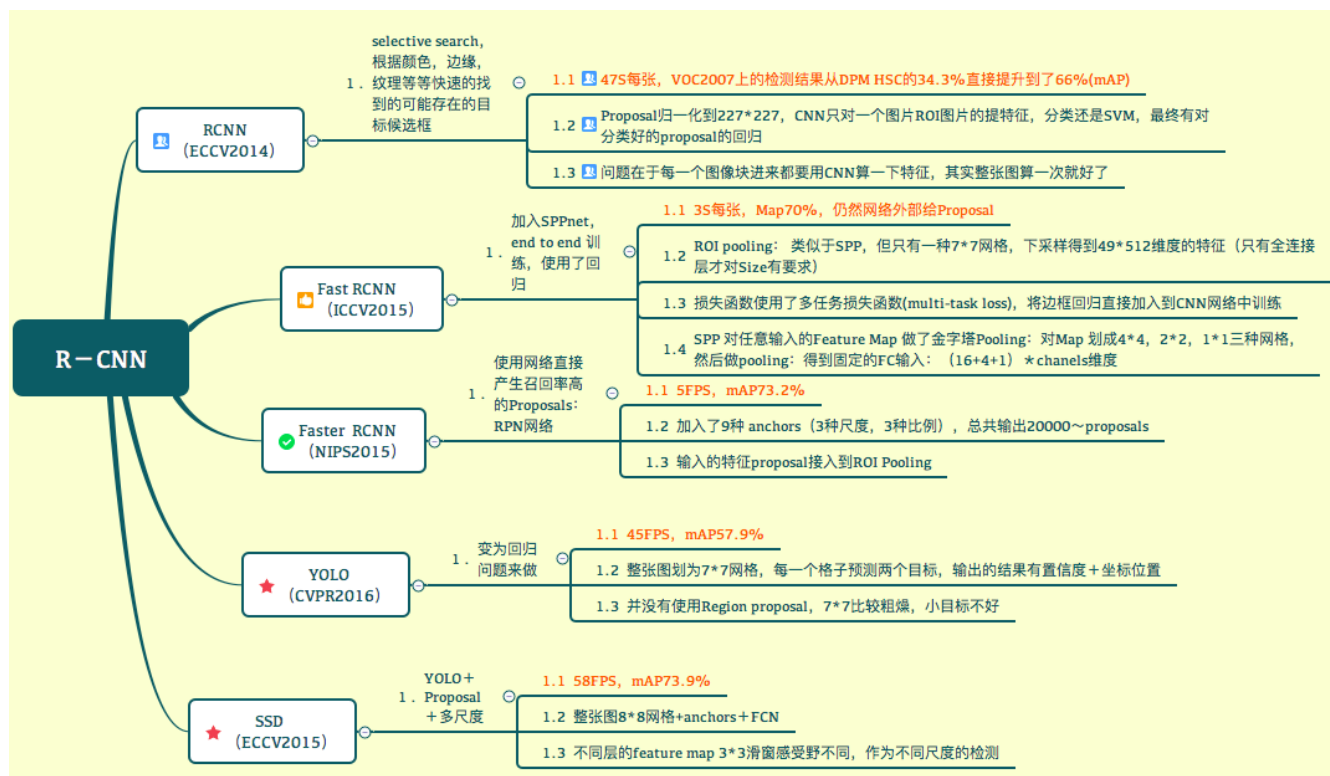 R－CNN
RCNN
（ECCV2014）
1.
selective search，
根据颜色，边缘，
纹理等等快速的找
到的可能存在的目
标候选框
1.1 47S每张，VOC2007上的检测结果从DPM HSC的34.3%直接提升到了66%(mAP)
1.2 Proposal归一化到227*227，CNN只对一个图片ROI图片的提特征，分类还是SVM，最终有对
分类好的proposal的回归
1.3 问题在于每一个图像块进来都要用CNN算一下特征，其实整张图算一次就好了
Fast RCNN
（ICCV2015）
1.
加入SPPnet，
end to end 训
练，使用了回
归
1.1 3S每张，Map70%，仍然网络外部给Proposal
1.2 ROI pooling： 类似于SPP，但只有一种7*7网格，下采样得到49*512维度的特征（只有全连接
层才对Size有要求）
1.3 损失函数使用了多任务损失函数(multi-task loss)，将边框回归直接加入到CNN网络中训练
1.4 SPP 对任意输入的Feature Map 做了金字塔Pooling：对Map 划成4*4，2*2，1*1三种网格，
然后做pooling：得到固定的FC输入：（16+4+1）＊chanels维度
Faster RCNN
（NIPS2015）
1.
使用网络直接
产生召回率高
的Proposals：
RPN网络
1.1 5FPS，mAP73.2%
1.2 加入了9种 anchors（3种尺度，3种比例），总共输出20000～proposals
1.3 输入的特征proposal接入到ROI Pooling
YOLO
（CVPR2016）
1.
变为回归
问题来做
1.1 45FPS，mAP57.9%
1.2 整张图划为7*7网格，每一个格子预测两个目标，输出的结果有置信度＋坐标位置
1.3 并没有使用Region proposal，7*7比较粗燥，小目标不好
SSD
（ECCV2015）
1.
YOLO＋
Proposal
＋多尺度
1.1 58FPS，mAP73.9%
1.2 整张图8*8网格+anchors＋FCN
1.3 不同层的feature map 3*3滑窗感受野不同，作为不同尺度的检测